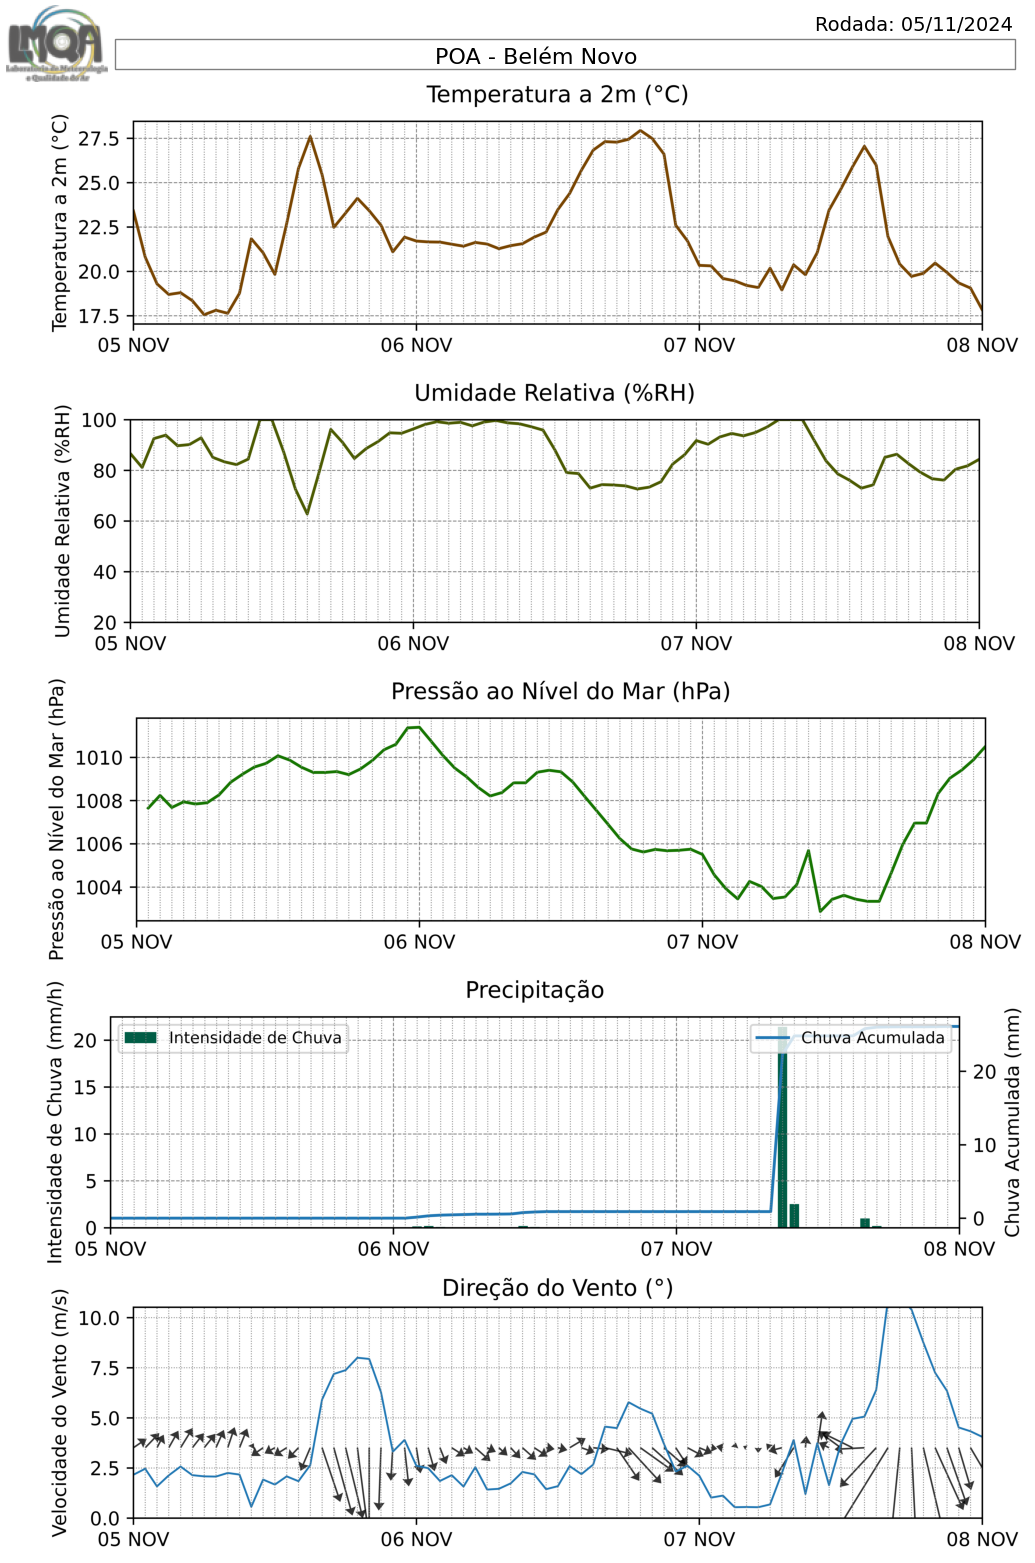 Rodada: 05/11/2024
LMQA
Laboratório de Meteorologia
e Qualidade do Ar
POA - Belém Novo
Temperatura a 2m (°C)
Temperatura a 2m (°C)
27.5
25.0
22.5
20.0
17.5
05 NOV 06 NOV 07 NOV 08 NOV
Umidade Relativa (%RH)
Umidade Relativa (%RH)
100
80
60
40
20
05 NOV 06 NOV 07 NOV 08 NOV
Pressão ao Nível do Mar (hPa)
Pressão ao Nível do Mar (hPa)
1010
1008
1006
1004
05 NOV 06 NOV 07 NOV 08 NOV
Precipitação
Intensidade de Chuva (mm/h)
Intensidade de Chuva
Chuva Acumulada
Chuva Acumulada (mm)
20
15
10
5
0
20
10
0
05 NOV 06 NOV 07 NOV 08 NOV
Direção do Vento (°)
Velocidade do Vento (m/s)
10.0
7.5
5.0
2.5
0.0
05 NOV 06 NOV 07 NOV 08 NOV